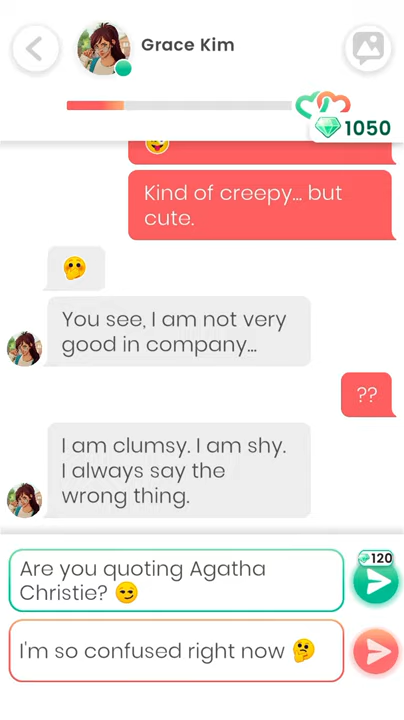 Grace Kim
1050
Kind of creepy... but
cute.
You see, I am not very
good in company...
??
I am clumsy. I am shy.
I always say the
wrong thing.
120
Are you quoting Agatha
Christie? 😏
I'm so confused right now 🤔